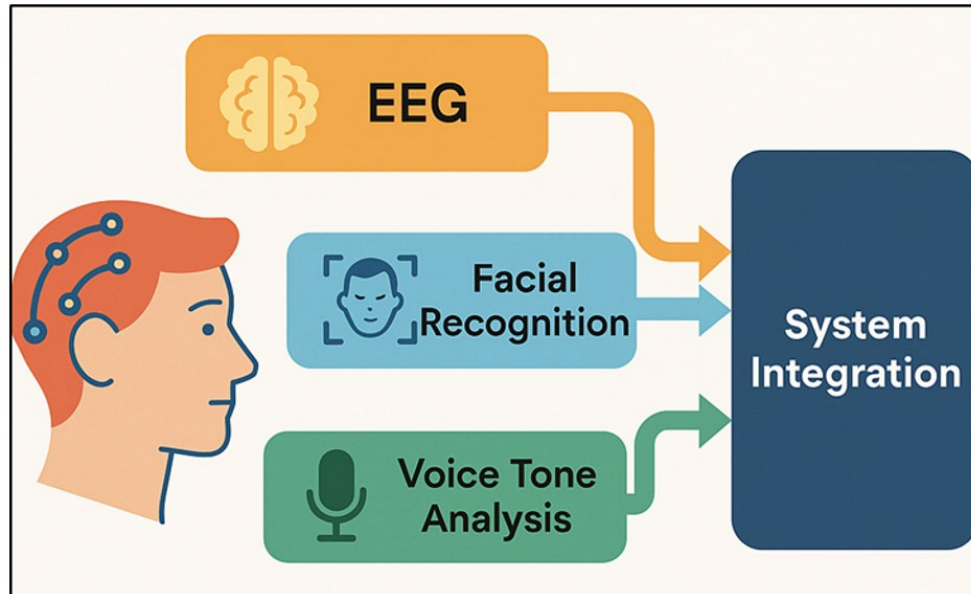 EEG
Facial
Recognition
Voice Tone
Analysis
System
Integration